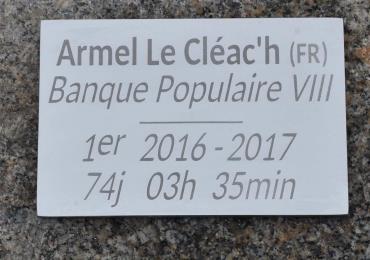 Armel Le Cléac'h (FR)
Banque Populaire VIII
1er 2016 - 2017
74j 03h 35min